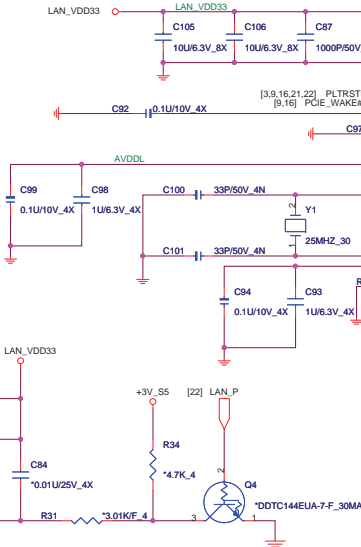 LAN_VDD33
LAN_VDD33
C105
C106
C87
10U/6.3V_8X
10U/6.3V_8X
1000P/50V
[3,9,16,21,22] PLTRST
[9,16] PCIE_WAKE#
C92
0.1U/10V_4X
C97
AVDDL
C99
C98
C100
33P/50V_4N
0.1U/10V_4X
1U/6.3V_4X
2
Y1
1
25MHZ_30
C101
33P/50V_4N
R
C94
C93
0.1U/10V_4X
1U/6.3V_4X
LAN_VDD33
+3V_S5
[22] LAN_P
R34
C84
*4.7K_4
2
Q4
*0.01U/25V_4X
*DDTC144EUA-7-F_30MA
R31
*3.01K/F_4
3
1